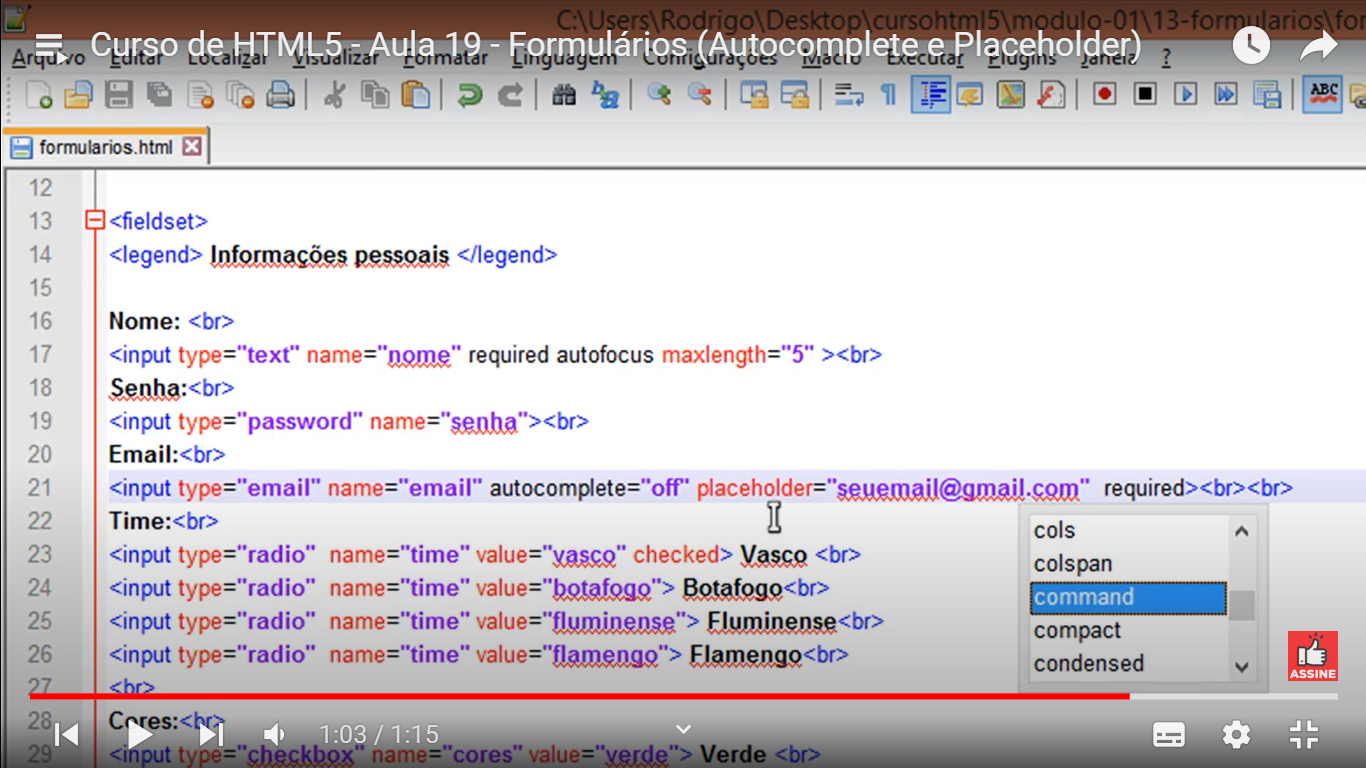 C:\Users\Rodrigo\Desktop\cursohtml5\modulo-01\13-formularios\for
Curso de HTML5 - Aula 19 - Formulários (Autocomplete e Placeholder)
Arquivo Editar Localizar Visualizar Formatar Linguagem Configurações Macro Executar Plugins Janela ?
ABC
formularios.html
12
13 <fieldset>
14 <legend> Informações pessoais </legend>
15
16 Nome: <br>
17 <input type="text" name="nome" required autofocus maxlength="5" ><br>
18 Senha:<br>
19 <input type="password" name="senha"><br>
20 Email:<br>
21 <input type="email" name="email" autocomplete="off" placeholder="seuemail@gmail.com"  required><br><br>
22 Time:<br>
23 <input type="radio"  name="time" value="vasco" checked> Vasco <br>
24 <input type="radio"  name="time" value="botafogo"> Botafogo<br>
25 <input type="radio"  name="time" value="fluminense"> Fluminense<br>
26 <input type="radio"  name="time" value="flamengo"> Flamengo<br>
27 <br>
28 Cores:<br>
29 <input type="checkbox" name="cores" value="verde"> Verde <br>
cols
colspan
command
compact
condensed
ASSINE
1:03 / 1:15